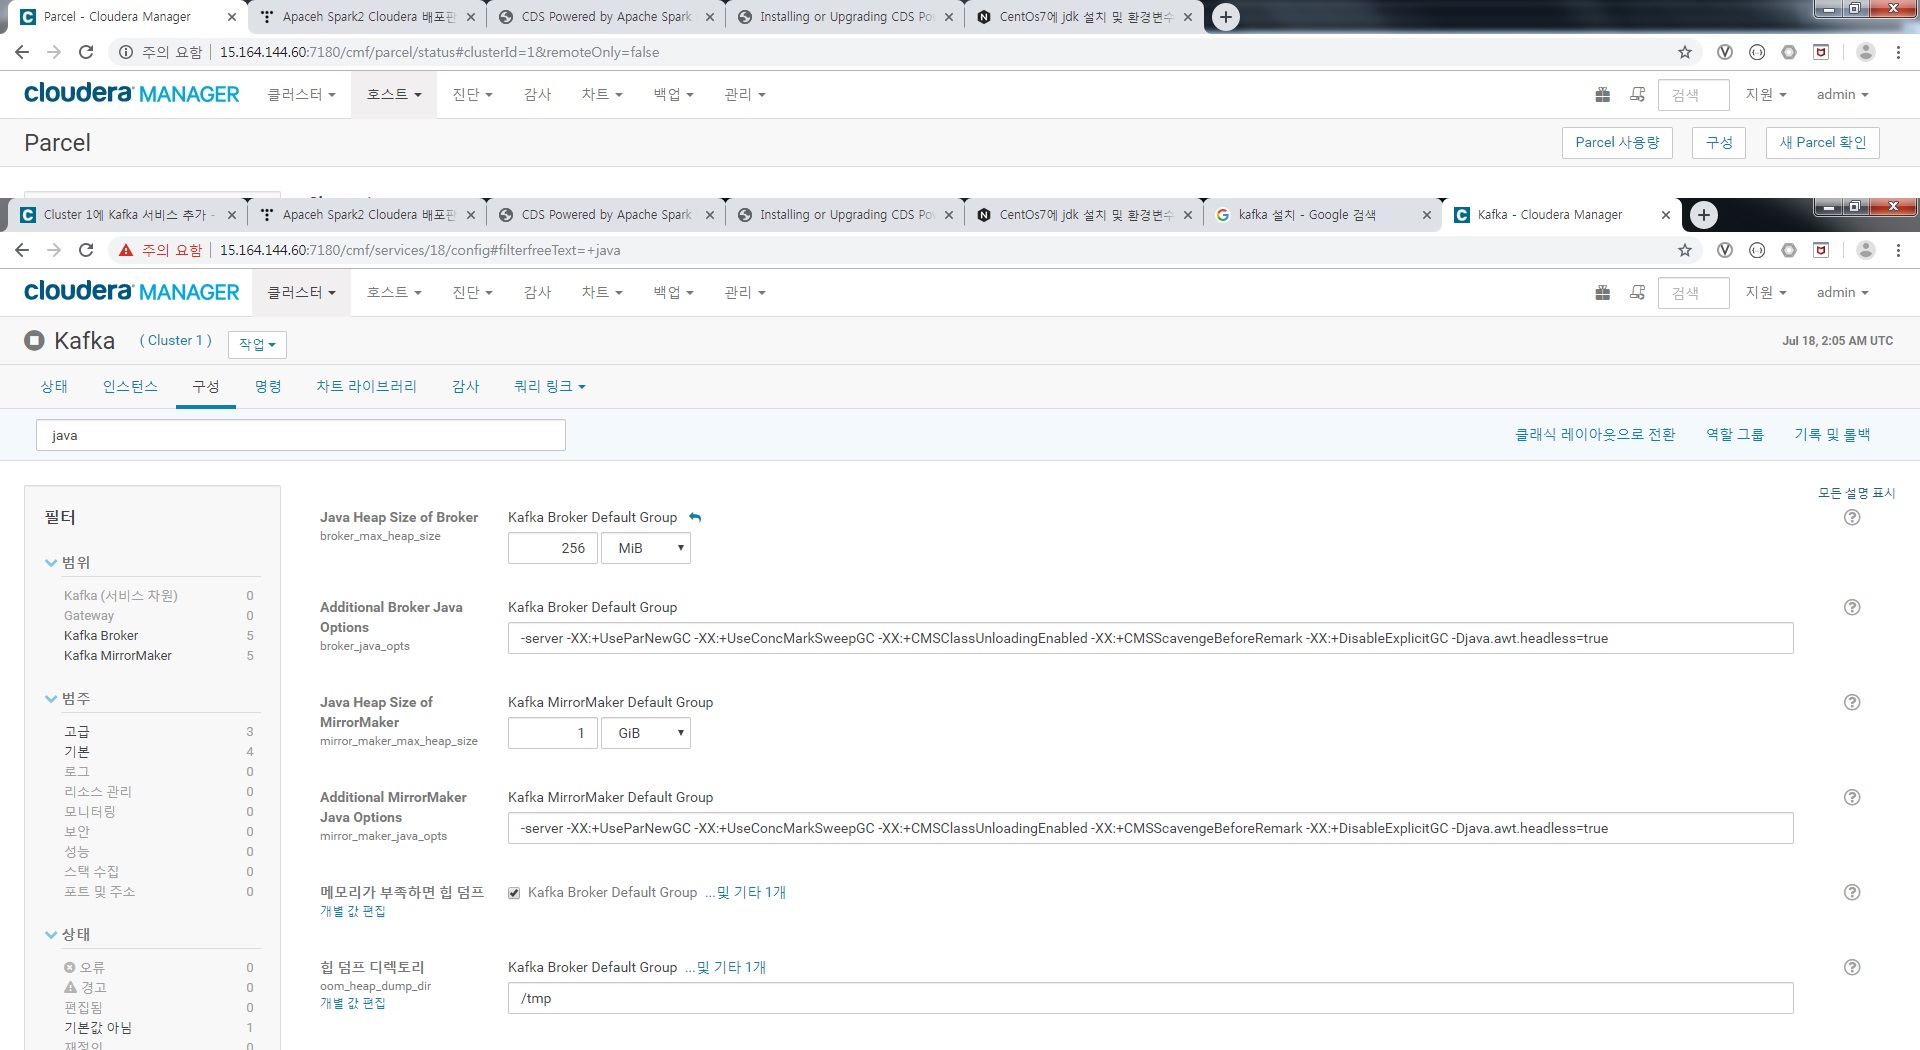 Parcel - Cloudera Manager
Apaceh Spark2 Cloudera 배포판
CDS Powered by Apache Spark
Installing or Upgrading CDS Po
CentOs7에 jdk 설치 및 환경변수
주의 요함 | 15.164.144.60:7180/cmf/parcel/status#clusterId=1&remoteOnly=false
cloudera MANAGER 클러스터 호스트 진단 감사 차트 백업 관리 검색 지원 admin
Parcel Parcel 사용량 구성 새 Parcel 확인
Cluster 1에 Kafka 서비스 추가 -
Apaceh Spark2 Cloudera 배포판
CDS Powered by Apache Spark
Installing or Upgrading CDS Po
CentOs7에 jdk 설치 및 환경변수
kafka 설치 - Google 검색
Kafka - Cloudera Manager
주의 요함 | 15.164.144.60:7180/cmf/services/18/config#filterfreeText=+java
cloudera MANAGER 클러스터 호스트 진단 감사 차트 백업 관리 검색 지원 admin
Kafka ( Cluster 1 ) 작업 Jul 18, 2:05 AM UTC
상태 인스턴스 구성 명령 차트 라이브러리 감사 쿼리 링크
java 클래식 레이아웃으로 전환 역할 그룹 기록 및 롤백
모든 설명 표시
필터
범위
Kafka (서비스 차원) 0
Gateway 0
Kafka Broker 5
Kafka MirrorMaker 5
범주
고급 3
기본 4
로그 0
리소스 관리 0
모니터링 0
보안 0
성능 0
스택 수집 0
포트 및 주소 0
상태
오류 0
경고 0
편집됨 0
기본값 아님 1
재정의 0
Java Heap Size of Broker Kafka Broker Default Group
broker_max_heap_size
256 MiB
Additional Broker Java Options Kafka Broker Default Group
broker_java_opts
-server -XX:+UseParNewGC -XX:+UseConcMarkSweepGC -XX:+CMSClassUnloadingEnabled -XX:+CMSScavengeBeforeRemark -XX:+DisableExplicitGC -Djava.awt.headless=true
Java Heap Size of MirrorMaker Kafka MirrorMaker Default Group
mirror_maker_max_heap_size
1 GiB
Additional MirrorMaker Java Options Kafka MirrorMaker Default Group
mirror_maker_java_opts
-server -XX:+UseParNewGC -XX:+UseConcMarkSweepGC -XX:+CMSClassUnloadingEnabled -XX:+CMSScavengeBeforeRemark -XX:+DisableExplicitGC -Djava.awt.headless=true
메모리가 부족하면 힙 덤프 Kafka Broker Default Group ...및 기타 1개
개별 값 편집
힙 덤프 디렉토리 Kafka Broker Default Group ...및 기타 1개
oom_heap_dump_dir
개별 값 편집
/tmp